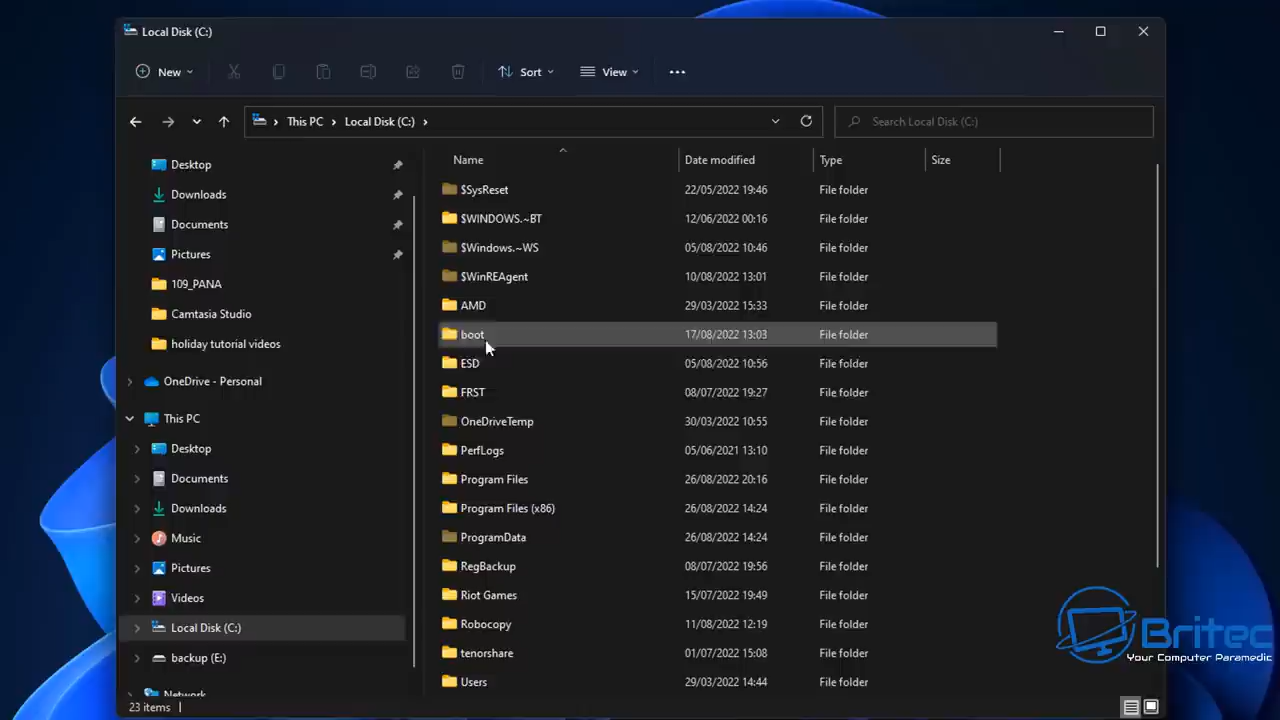 Local Disk (C:)
New Sort View
This PC Local Disk (C:) Search Local Disk (C:)
Name Date modified Type Size
Desktop
Downloads
Documents
Pictures
109_PANA
Camtasia Studio
holiday tutorial videos
OneDrive - Personal
This PC
Desktop
Documents
Downloads
Music
Pictures
Videos
Local Disk (C:)
backup (E:)
Network
$SysReset 22/05/2022 19:46 File folder
$WINDOWS.~BT 12/06/2022 00:16 File folder
$Windows.~WS 05/08/2022 10:46 File folder
$WinREAgent 10/08/2022 13:01 File folder
AMD 29/03/2022 15:33 File folder
boot 17/08/2022 13:03 File folder
ESD 05/08/2022 10:56 File folder
FRST 08/07/2022 19:27 File folder
OneDriveTemp 30/03/2022 10:55 File folder
PerfLogs 05/06/2021 13:10 File folder
Program Files 26/08/2022 20:16 File folder
Program Files (x86) 26/08/2022 14:24 File folder
ProgramData 26/08/2022 14:24 File folder
RegBackup 08/07/2022 19:56 File folder
Riot Games 15/07/2022 19:49 File folder
Robocopy 11/08/2022 12:19 File folder
tenorshare 01/07/2022 15:08 File folder
Users 29/03/2022 14:44 File folder
23 items
Britec
Your Computer Paramedic